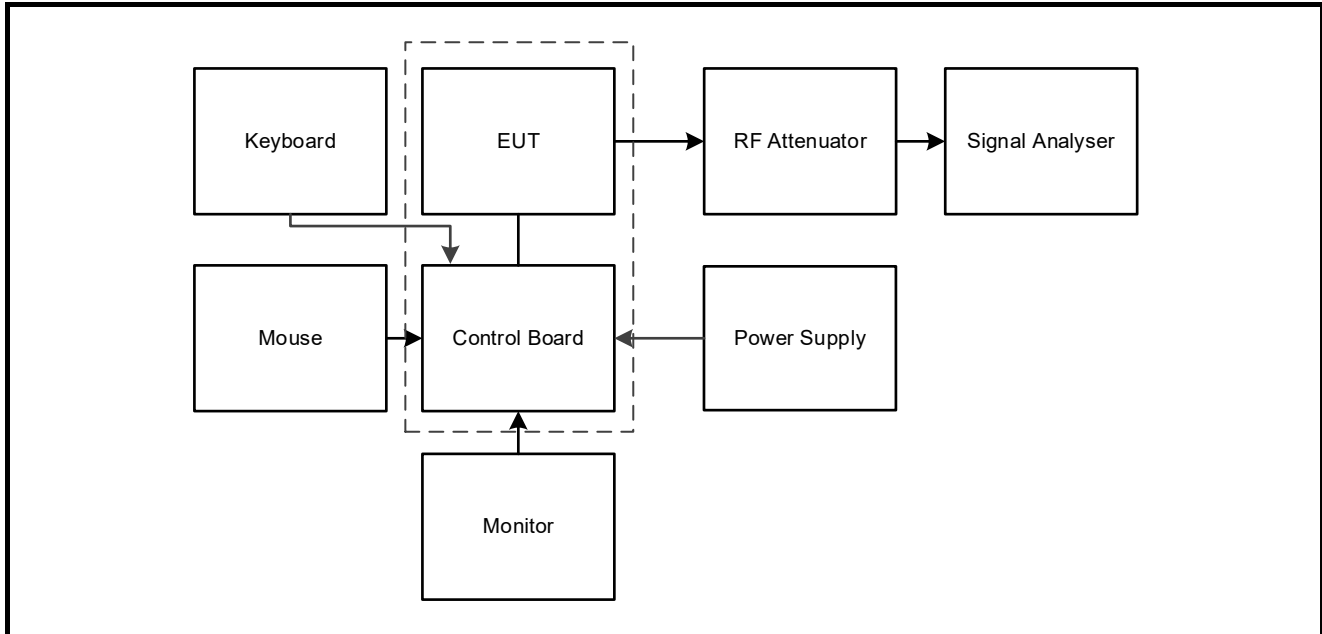 Keyboard
EUT
RF Attenuator
Signal Analyser
Mouse
Control Board
Power Supply
Monitor